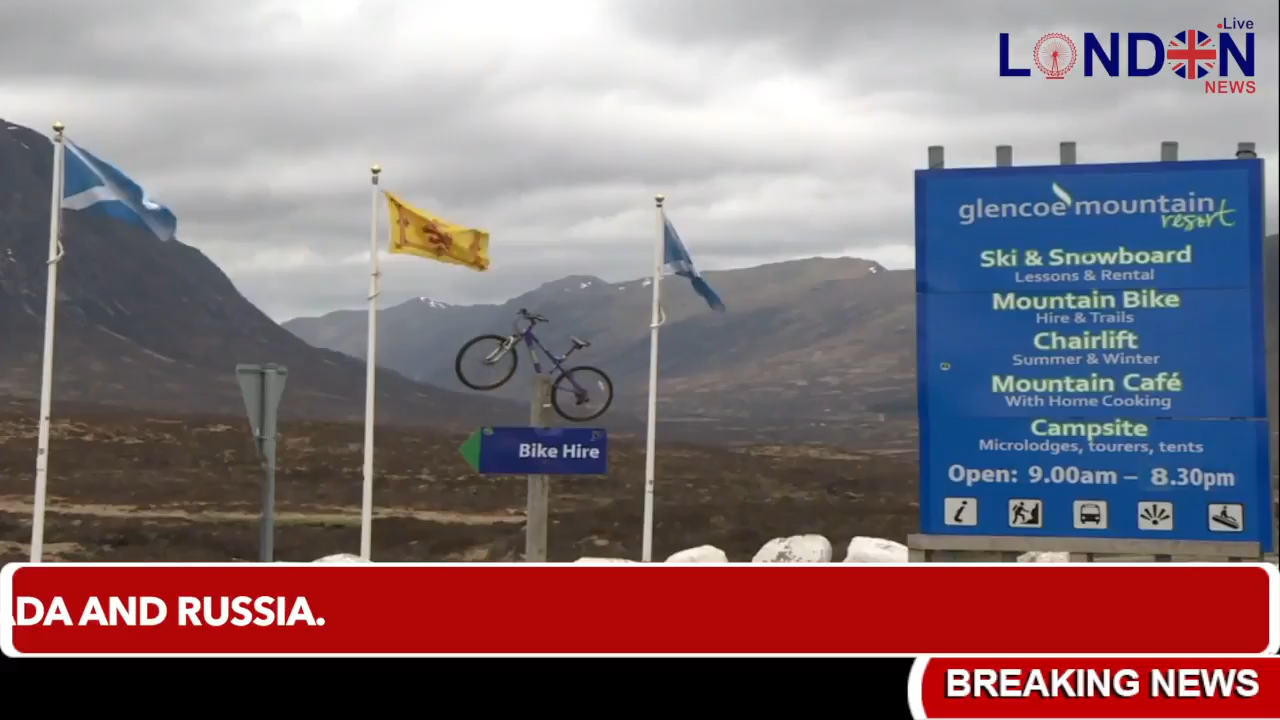 .Live
LONDON
NEWS
glencoe mountain
resort
Ski & Snowboard
Lessons & Rental
Mountain Bike
Hire & Trails
Chairlift
Summer & Winter
Mountain Café
With Home Cooking
Campsite
Microlodges, tourers, tents
Open: 9.00am – 8.30pm
Bike Hire
AND RUSSIA.
BREAKING NEWS